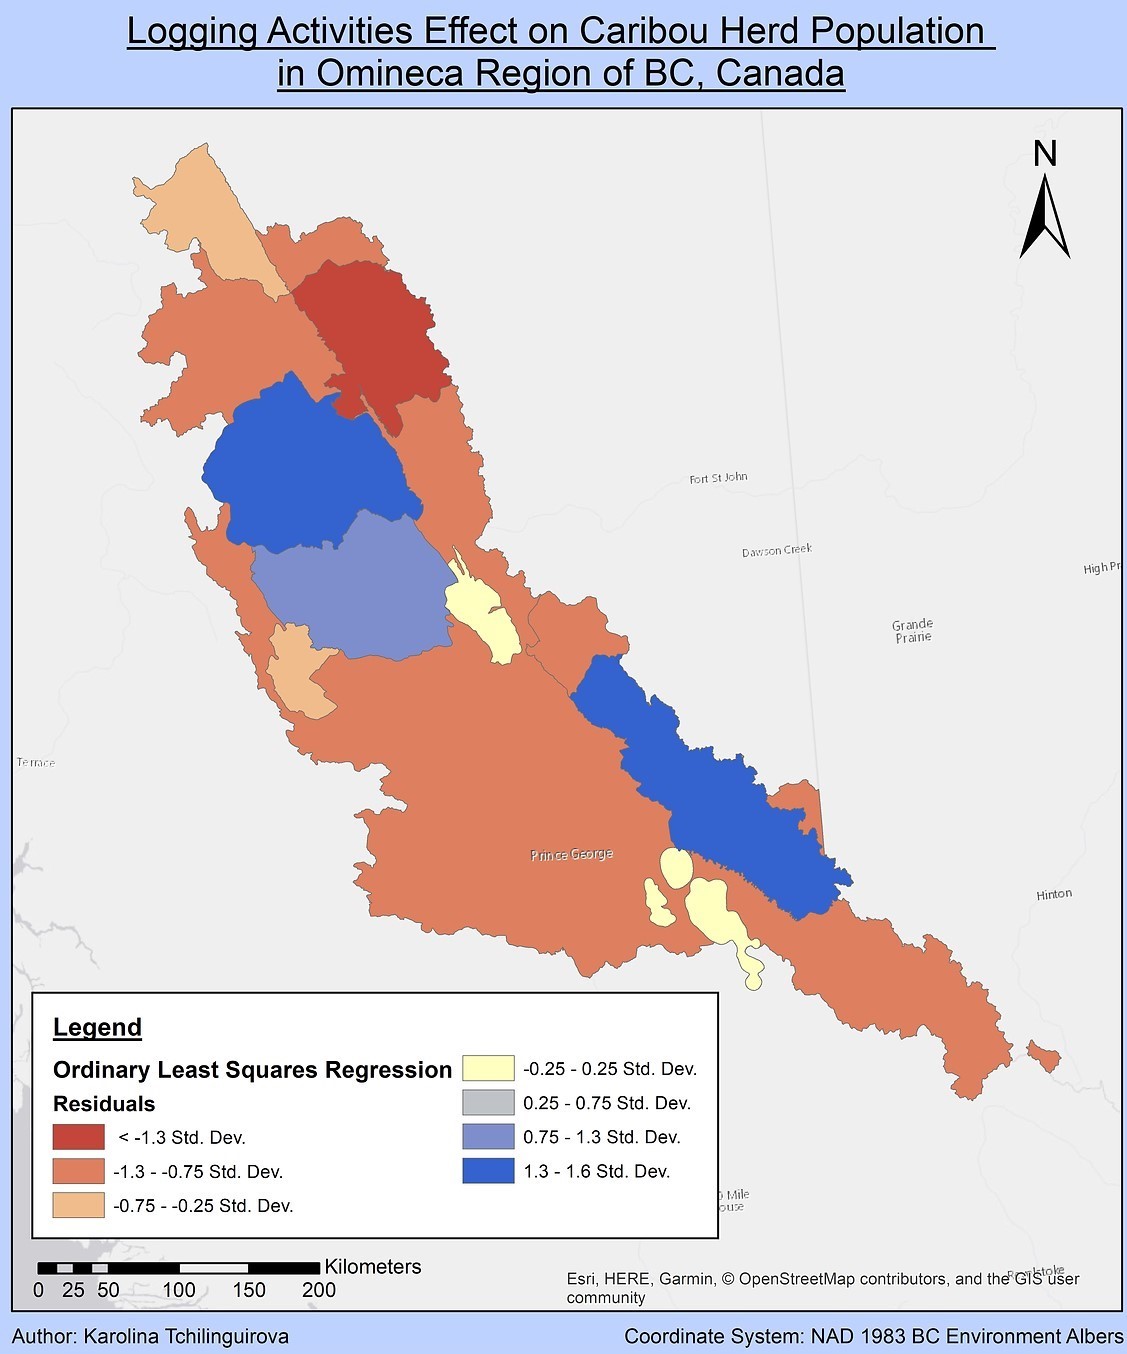 Logging Activities Effect on Caribou Herd Population
in Omineca Region of BC, Canada
N
Fort St John
Dawson Creek
High Pr
Grande
Prairie
Terrace
Prince George
Hinton
Legend
Ordinary Least Squares Regression
Residuals
< -1.3 Std. Dev.
-1.3 - -0.75 Std. Dev.
-0.75 - -0.25 Std. Dev.
-0.25 - 0.25 Std. Dev.
0.25 - 0.75 Std. Dev.
0.75 - 1.3 Std. Dev.
1.3 - 1.6 Std. Dev.
0 Mile
ouse
Kilometers
0 25 50 100 150 200
Revelstoke
Esri, HERE, Garmin, © OpenStreetMap contributors, and the GIS user
community
Author: Karolina Tchilinguirova
Coordinate System: NAD 1983 BC Environment Albers